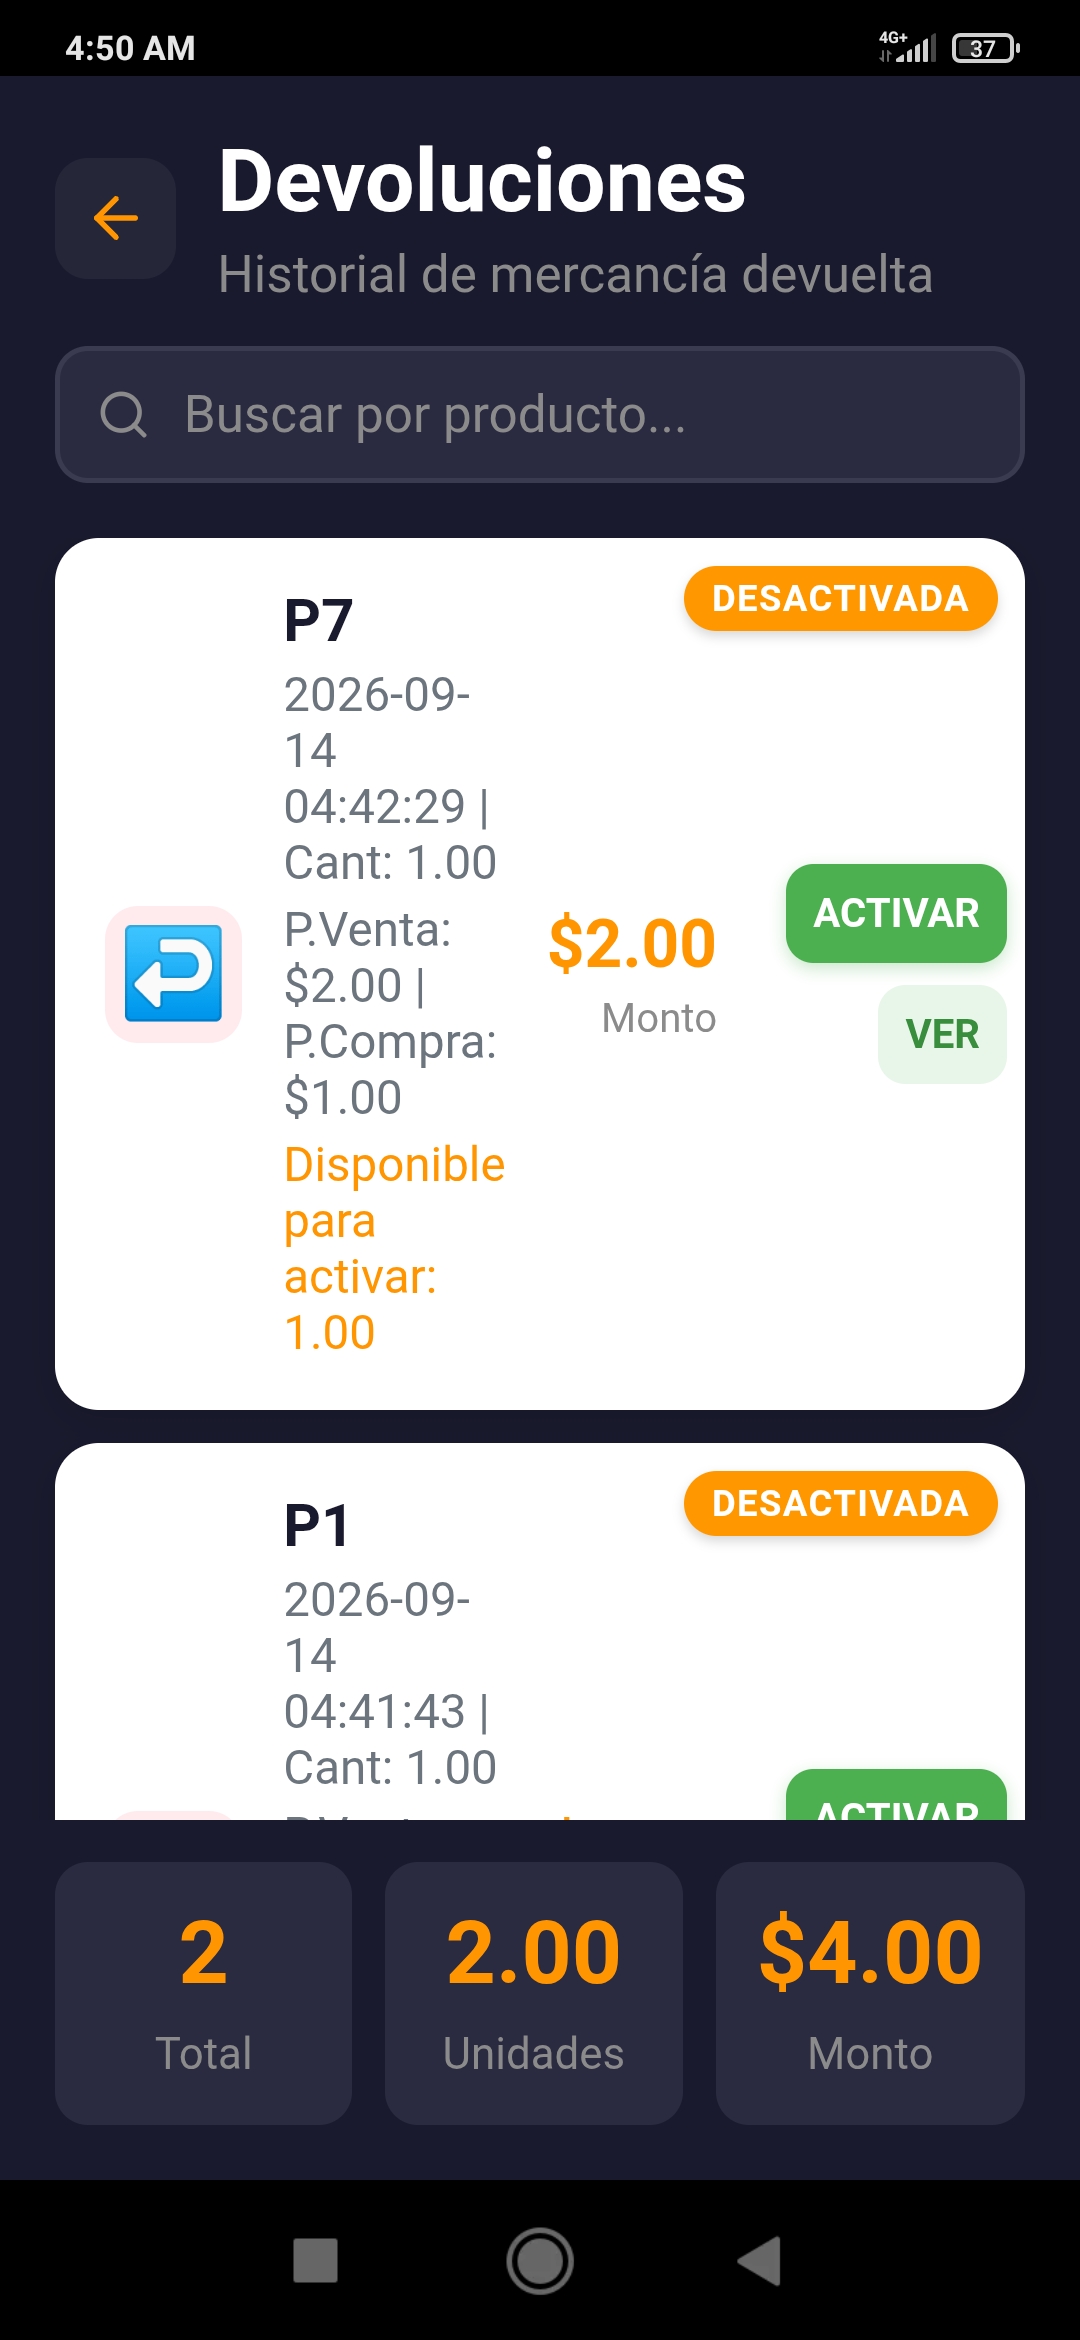 4:50 AM
4G+
37
Devoluciones
Historial de mercancía devuelta
Buscar por producto...
DESACTIVADA
P7
2026-09-
14
04:42:29 |
Cant: 1.00
P.Venta:
$2.00 |
P.Compra:
$1.00
Disponible
para
activar:
1.00
$2.00
Monto
ACTIVAR
VER
DESACTIVADA
P1
2026-09-
14
04:41:43 |
Cant: 1.00
ACTIVAR
2
Total
2.00
Unidades
$4.00
Monto